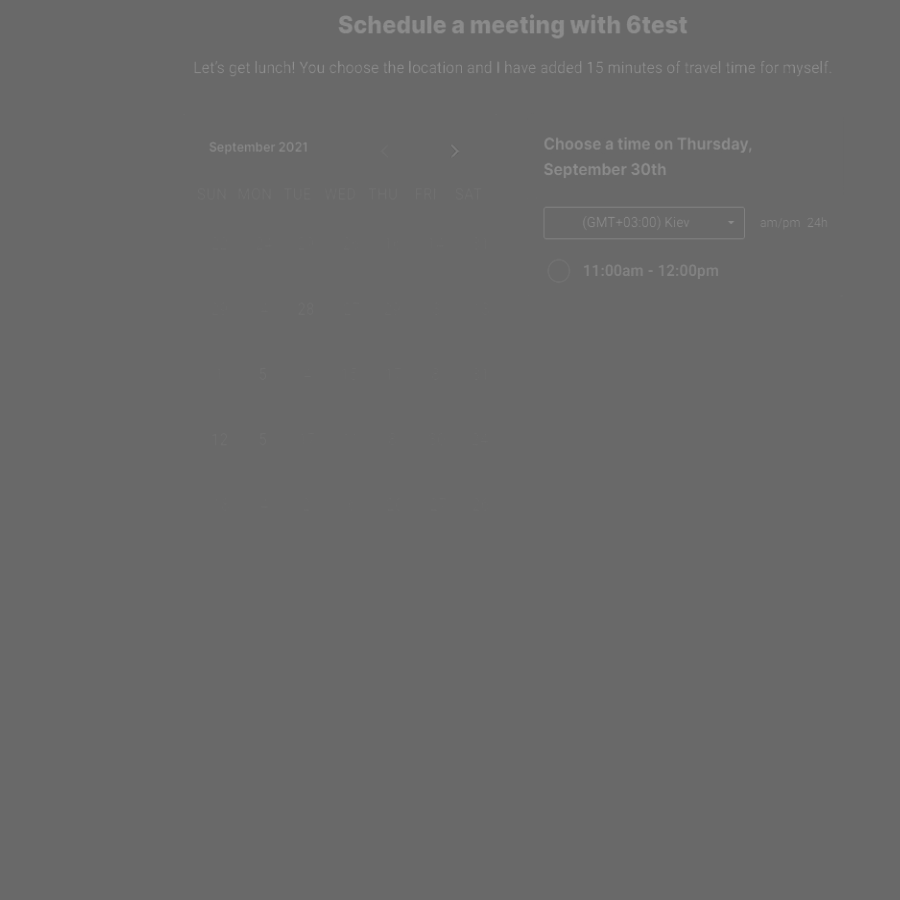 Schedule a meeting with 6test
Let's get lunch! You choose the location and I have added 15 minutes of travel time for myself.
September 2021
SUN MON TUE WED THU FRI SAT
28
5
12
Choose a time on Thursday,
September 30th
(GMT+03:00) Kiev
am/pm 24h
11:00am - 12:00pm